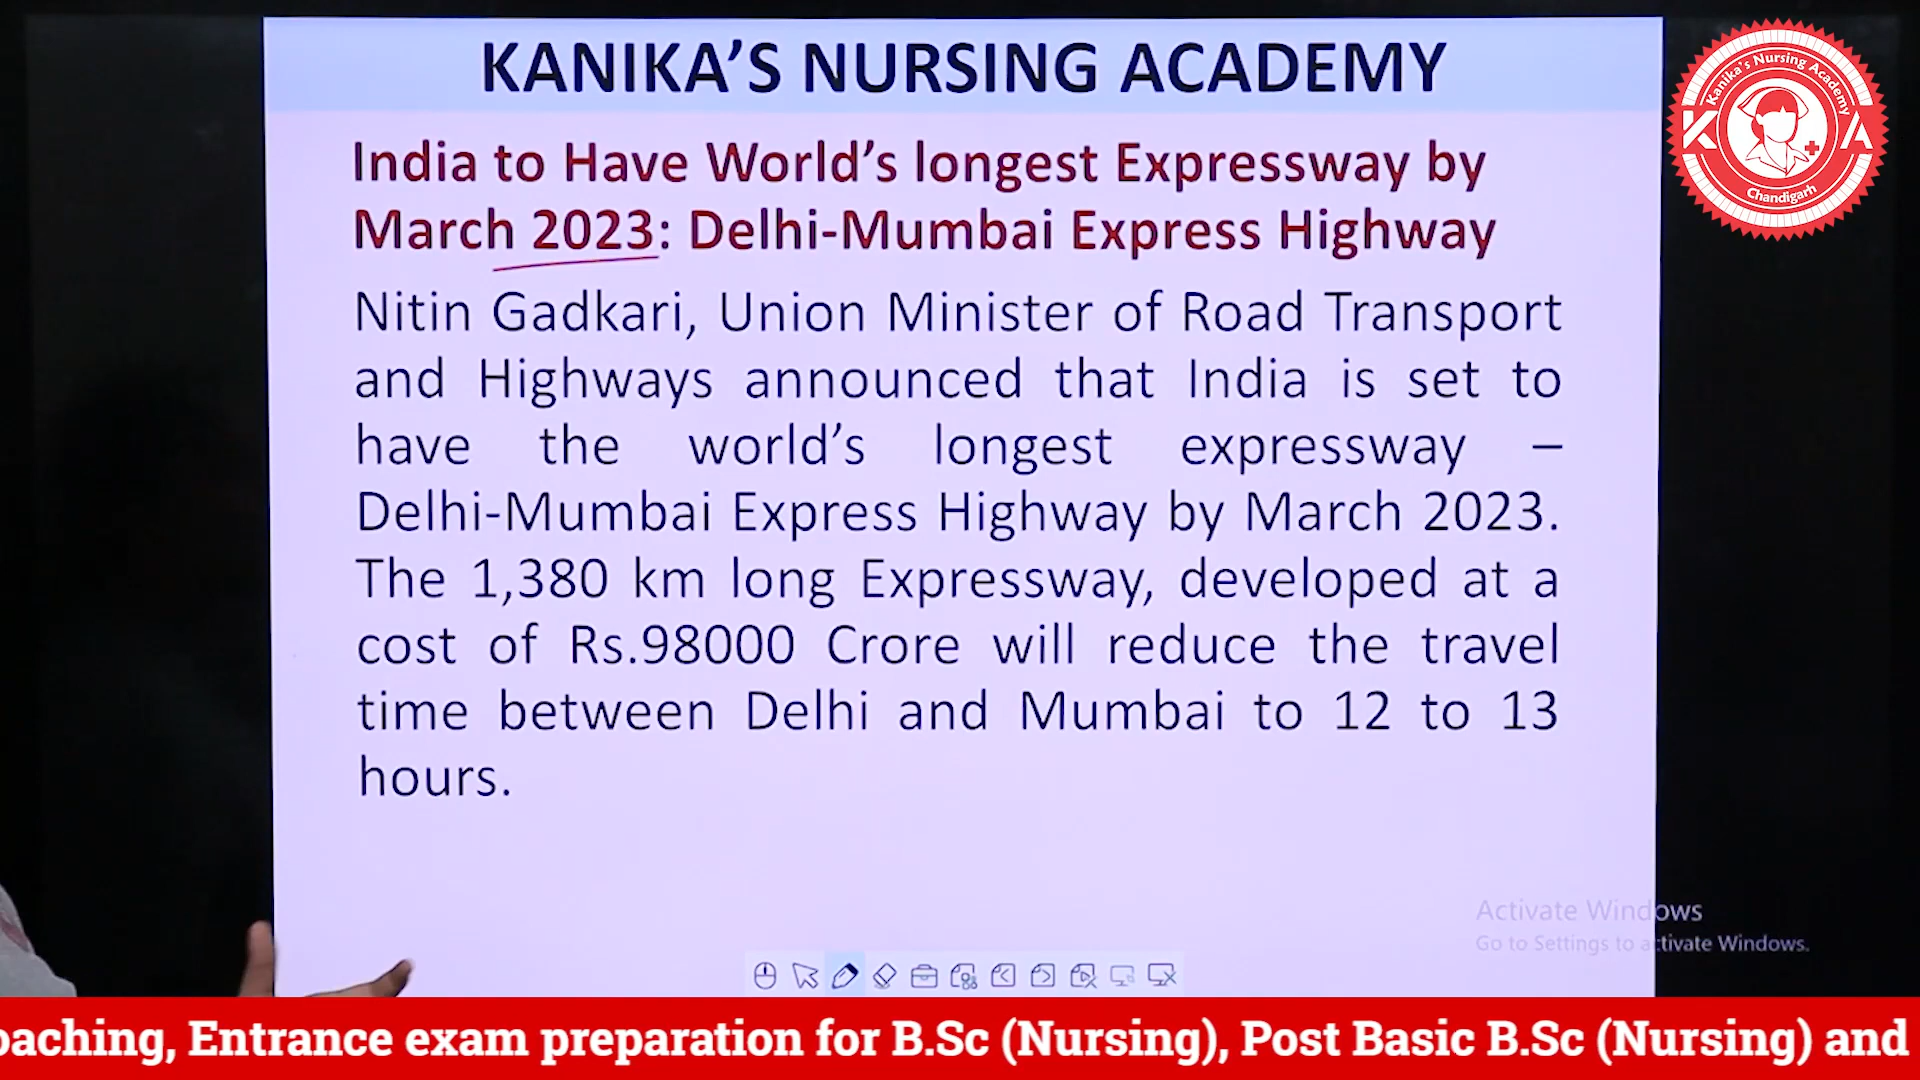 KANIKA'S NURSING ACADEMY
India to Have World's longest Expressway by
March 2023: Delhi-Mumbai Express Highway
Nitin Gadkari, Union Minister of Road Transport
and Highways announced that India is set to
have the world's longest expressway –
Delhi-Mumbai Express Highway by March 2023.
The 1,380 km long Expressway, developed at a
cost of Rs.98000 Crore will reduce the travel
time between Delhi and Mumbai to 12 to 13
hours.
Kanika's Nursing Academy
K A
Chandigarh
Activate Windows
Go to Settings to activate Windows.
oaching, Entrance exam preparation for B.Sc (Nursing), Post Basic B.Sc (Nursing) and